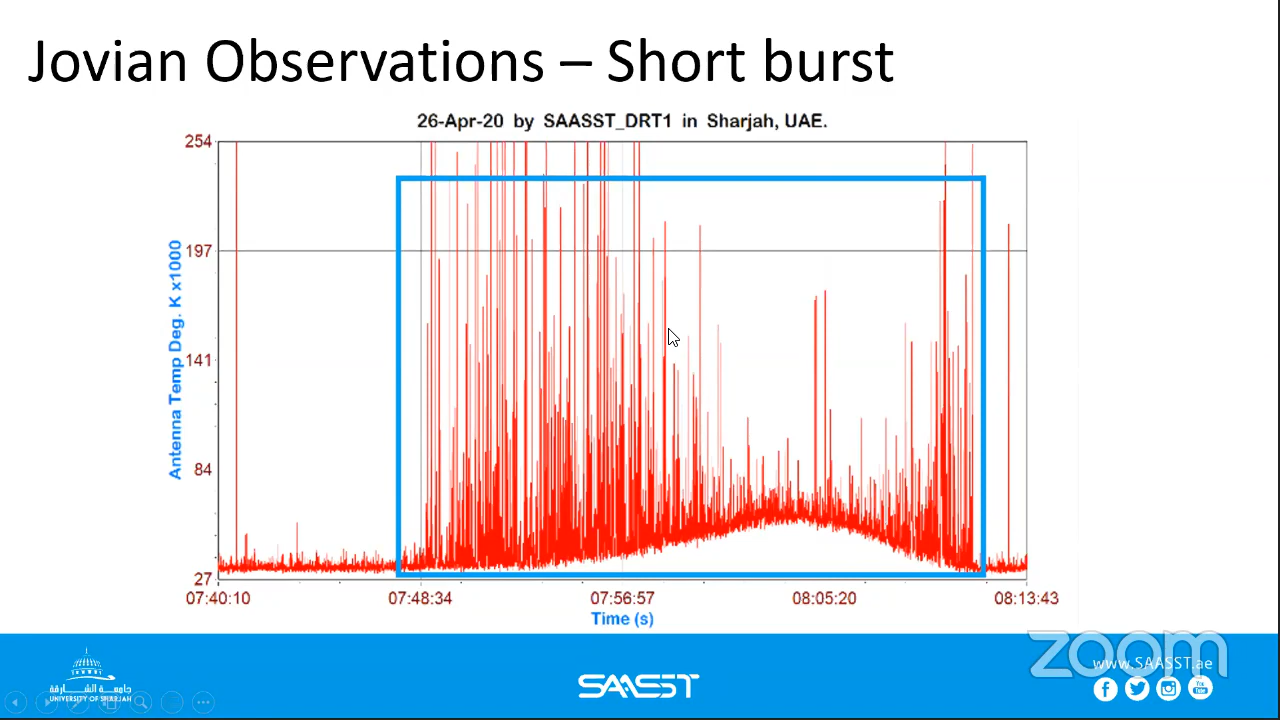 Jovian Observations – Short burst
26-Apr-20 by SAASST_DRT1 in Sharjah, UAE.
254
197
141
84
27
Antenna Temp Deg. K x1000
07:40:10
07:48:34
07:56:57
08:05:20
08:13:43
Time (s)
zoom
www.SAASST.ae
جامعة الشارقة
UNIVERSITY OF SHARJAH
SAASST
You
Tube